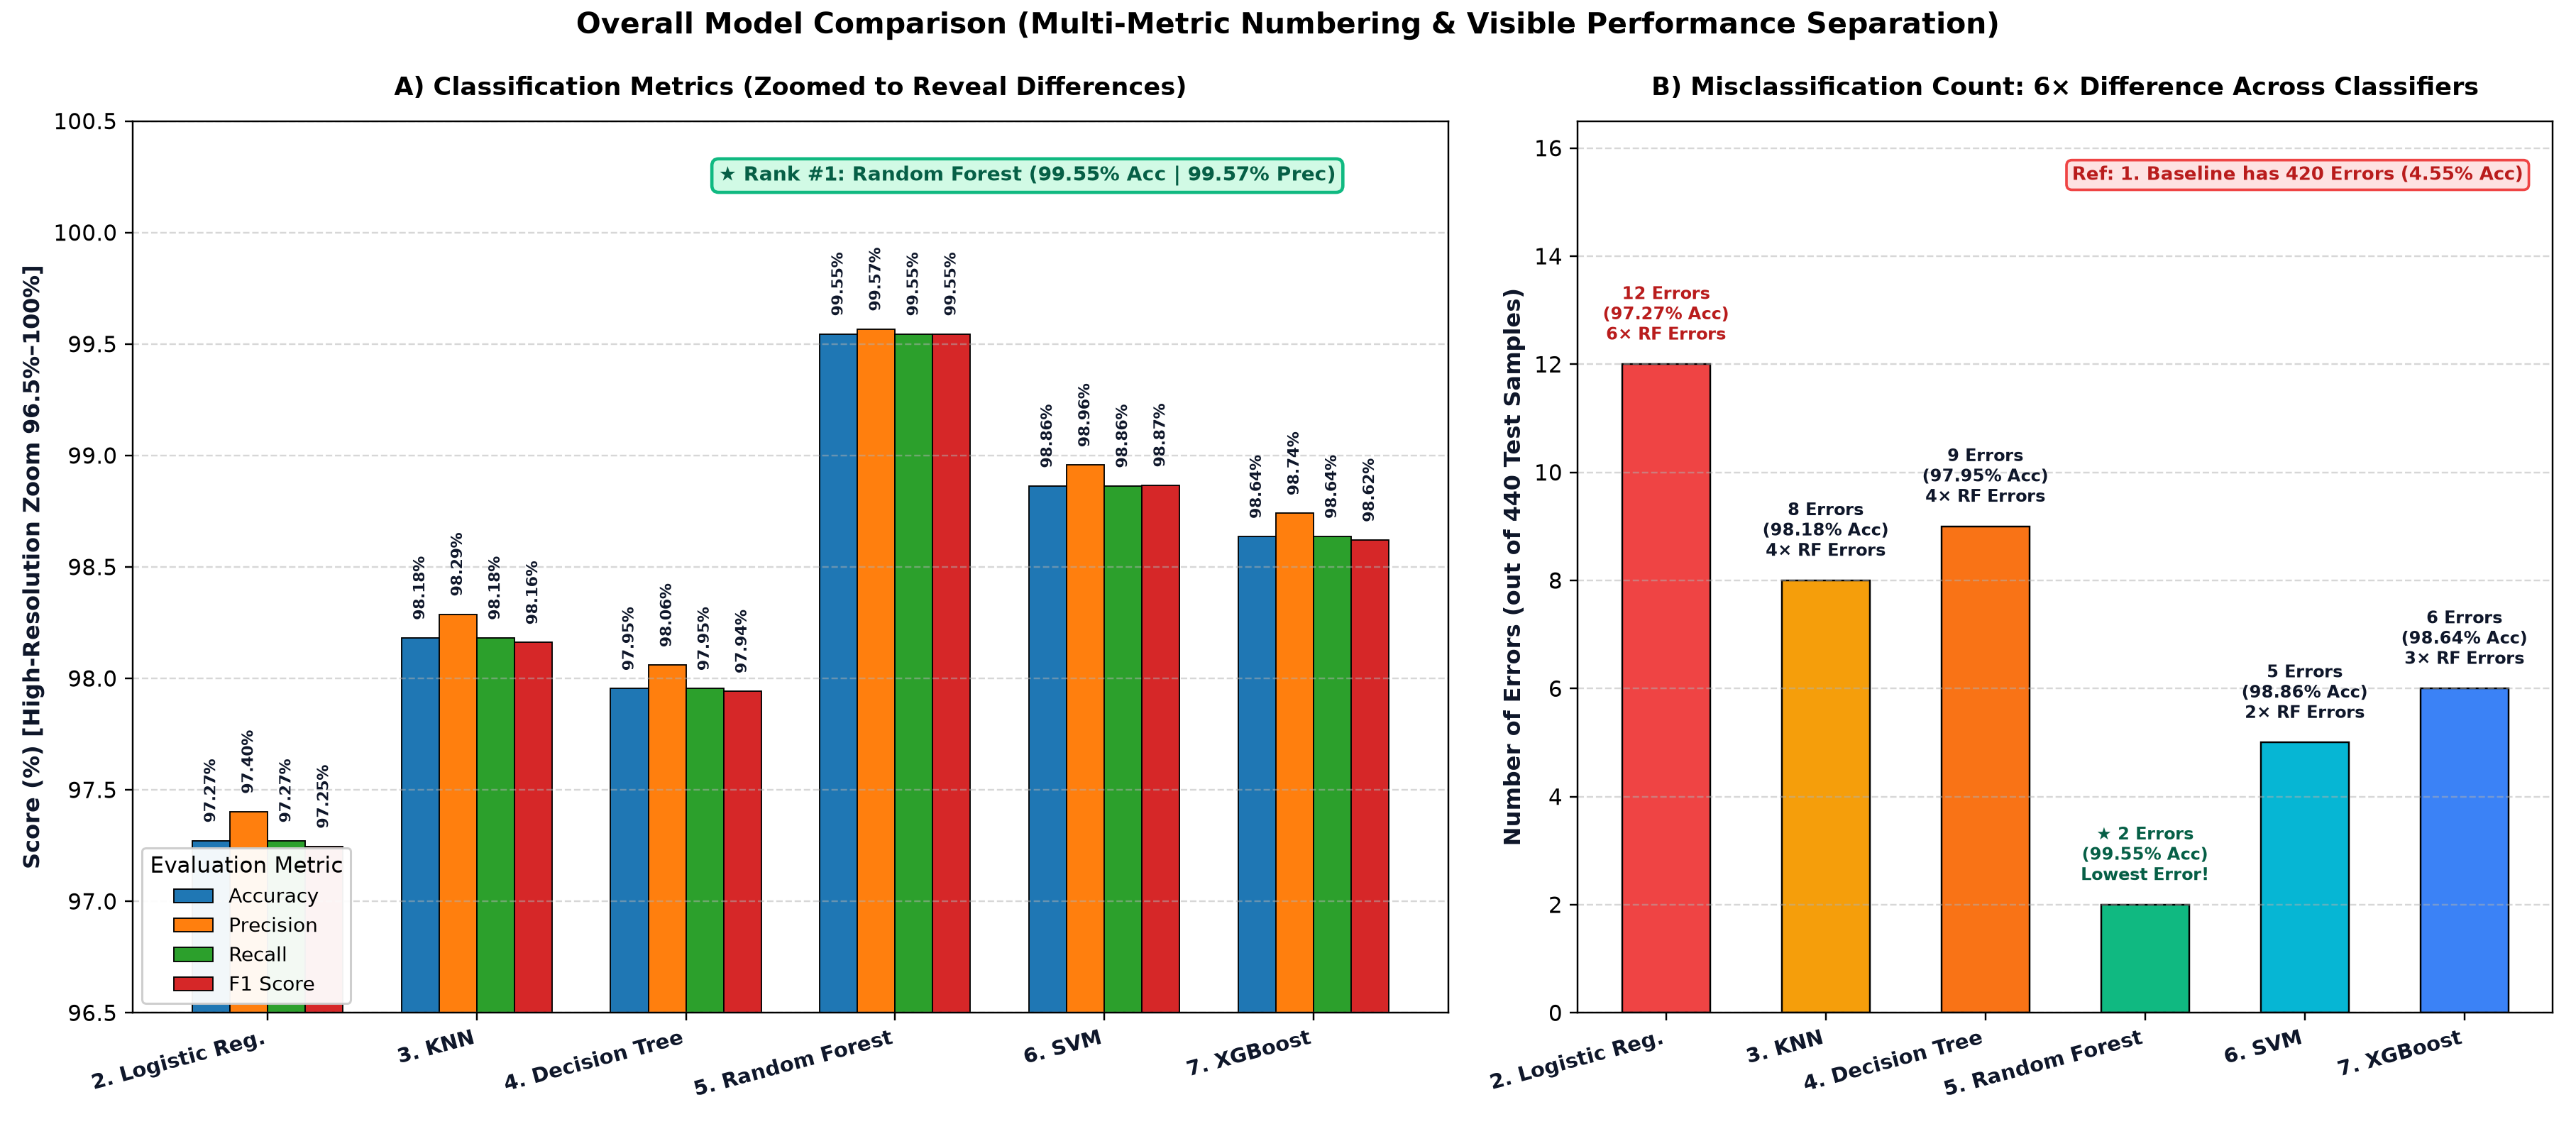 Overall Model Comparison (Multi-Metric Numbering & Visible Performance Separation)
A) Classification Metrics (Zoomed to Reveal Differences)
Score (%) [High-Resolution Zoom 96.5%–100%]
100.5
100.0
99.5
99.0
98.5
98.0
97.5
97.0
96.5
★ Rank #1: Random Forest (99.55% Acc | 99.57% Prec)
97.27%
97.40%
97.27%
97.25%
98.18%
98.29%
98.18%
98.16%
97.95%
98.06%
97.95%
97.94%
99.55%
99.57%
99.55%
99.55%
98.86%
98.96%
98.86%
98.87%
98.64%
98.74%
98.64%
98.62%
Evaluation Metric
Accuracy
Precision
Recall
F1 Score
2. Logistic Reg.
3. KNN
4. Decision Tree
5. Random Forest
6. SVM
7. XGBoost
B) Misclassification Count: 6× Difference Across Classifiers
Number of Errors (out of 440 Test Samples)
16
14
12
10
8
6
4
2
0
Ref: 1. Baseline has 420 Errors (4.55% Acc)
12 Errors
(97.27% Acc)
6× RF Errors
8 Errors
(98.18% Acc)
4× RF Errors
9 Errors
(97.95% Acc)
4× RF Errors
★ 2 Errors
(99.55% Acc)
Lowest Error!
5 Errors
(98.86% Acc)
2× RF Errors
6 Errors
(98.64% Acc)
3× RF Errors
2. Logistic Reg.
3. KNN
4. Decision Tree
5. Random Forest
6. SVM
7. XGBoost